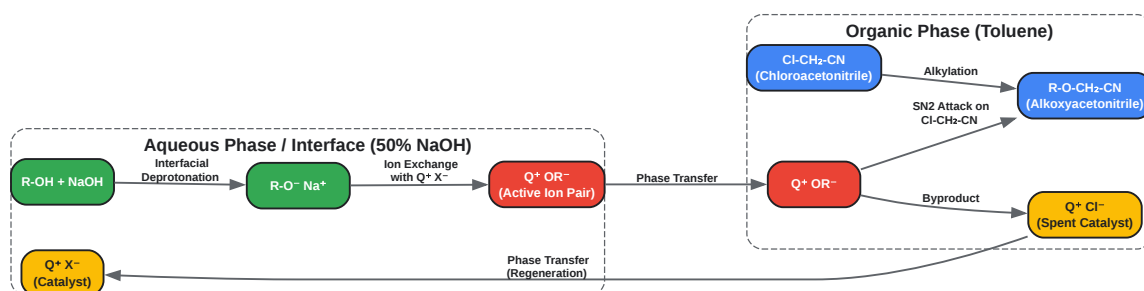 Organic Phase (Toluene)
Cl-CH₂-CN
(Chloroacetonitrile)
Alkylation
R-O-CH₂-CN
(Alkoxyacetonitrile)
SN2 Attack on
Cl-CH₂-CN
Aqueous Phase / Interface (50% NaOH)
R-OH + NaOH
Interfacial
Deprotonation
R-O⁻ Na⁺
Ion Exchange
with Q⁺ X⁻
Q⁺ OR⁻
(Active Ion Pair)
Phase Transfer
Q⁺ OR⁻
Byproduct
Q⁺ Cl⁻
(Spent Catalyst)
Q⁺ X⁻
(Catalyst)
Phase Transfer
(Regeneration)